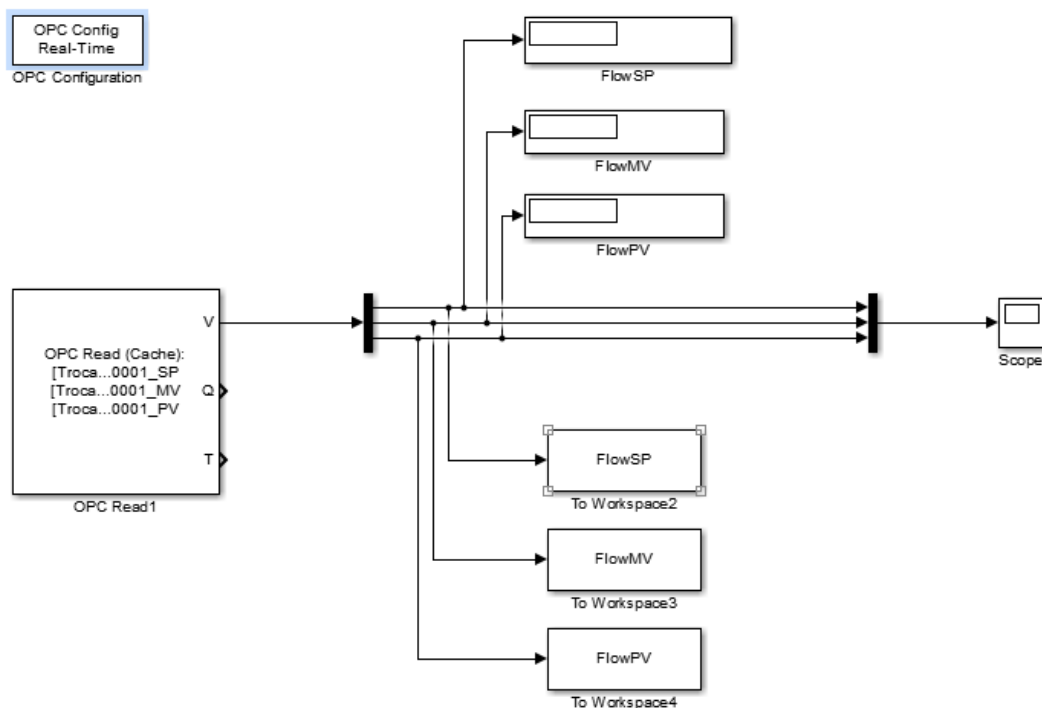 OPC Config
Real-Time
OPC Configuration
FlowSP
FlowMV
FlowPV
V
OPC Read (Cache):
[Troca...0001_SP
[Troca...0001_MV
Q
[Troca...0001_PV
T
OPC Read1
Scope
FlowSP
To Workspace2
FlowMV
To Workspace3
FlowPV
To Workspace4